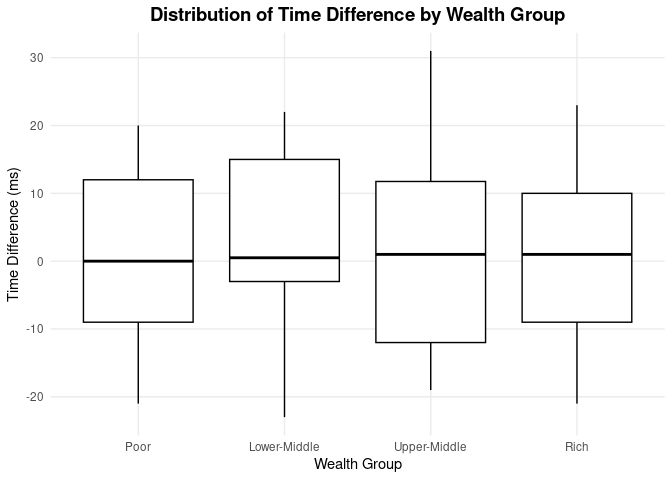 Distribution of Time Difference by Wealth Group
Time Difference (ms)
30
20
10
0
-10
-20
Poor Lower-Middle Upper-Middle Rich
Wealth Group